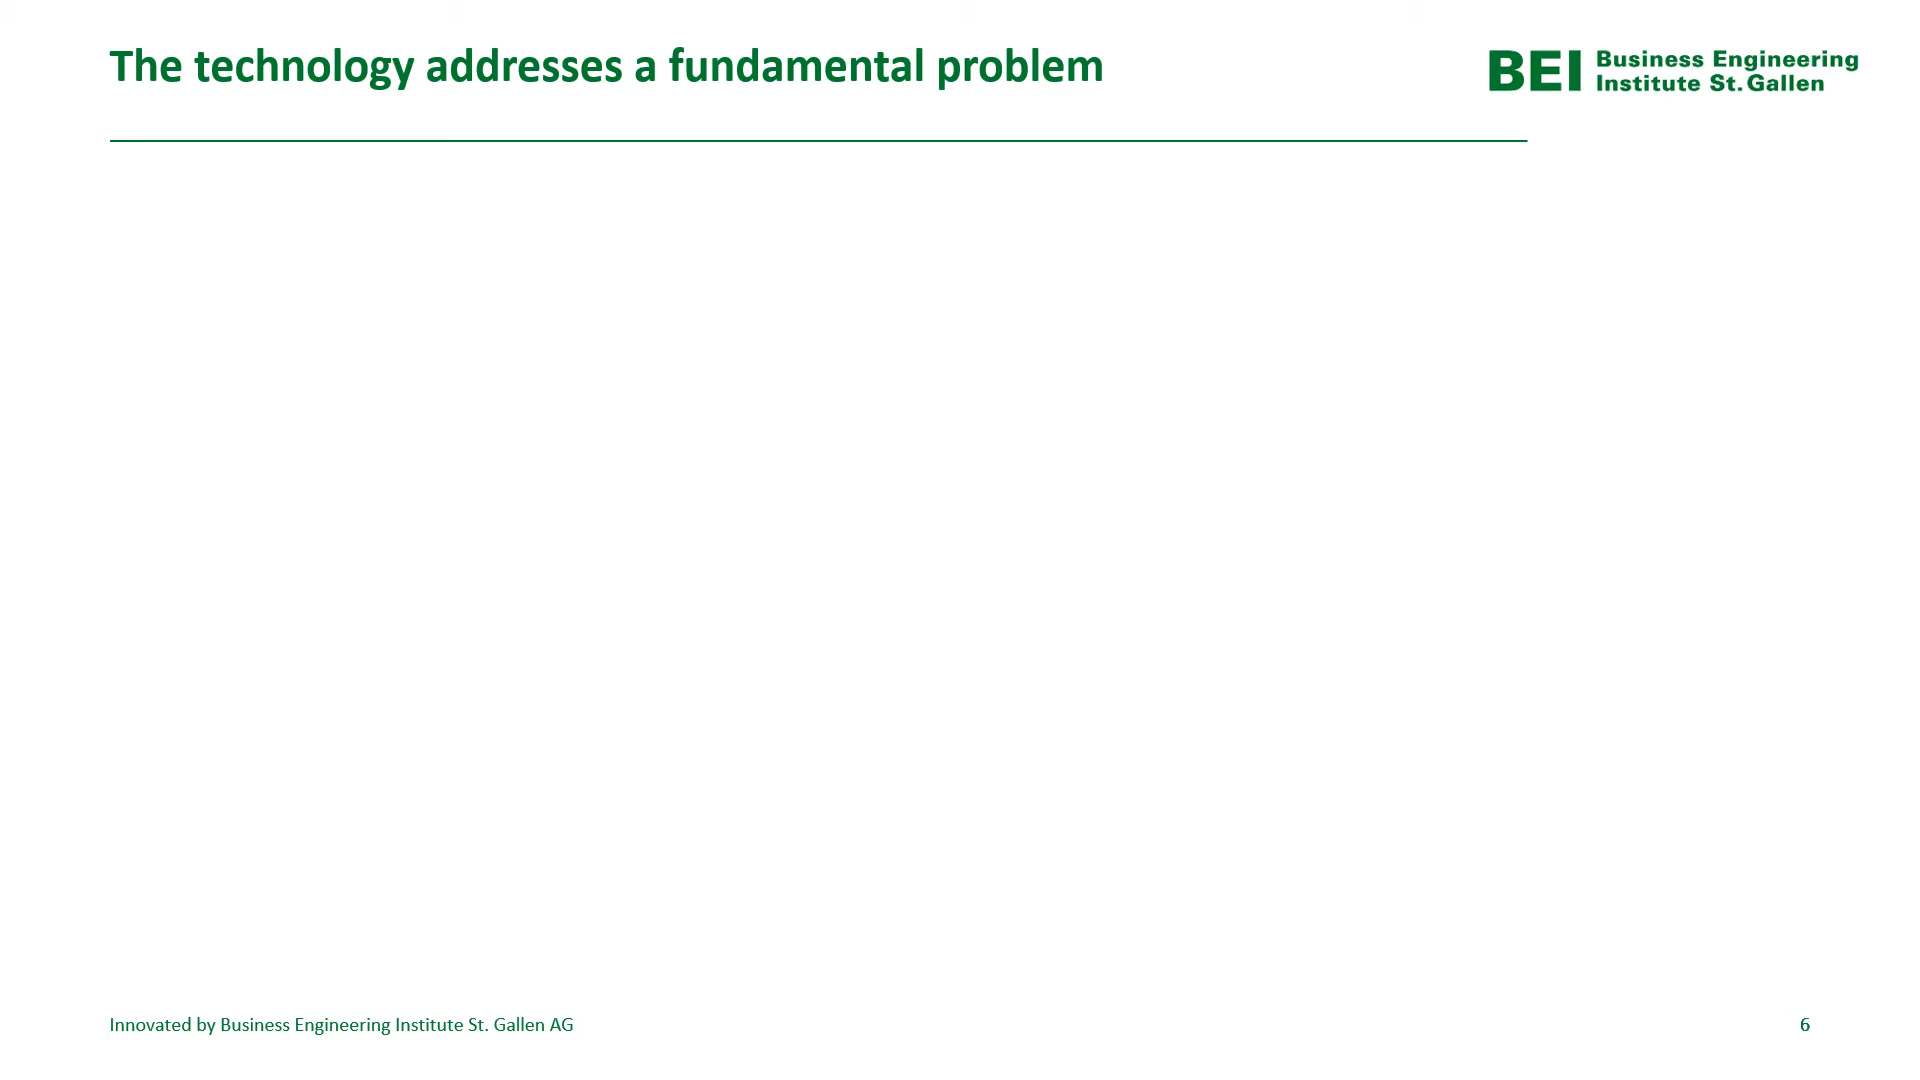 The technology addresses a fundamental problem
BEI Business Engineering
Institute St. Gallen
Innovated by Business Engineering Institute St. Gallen AG
6